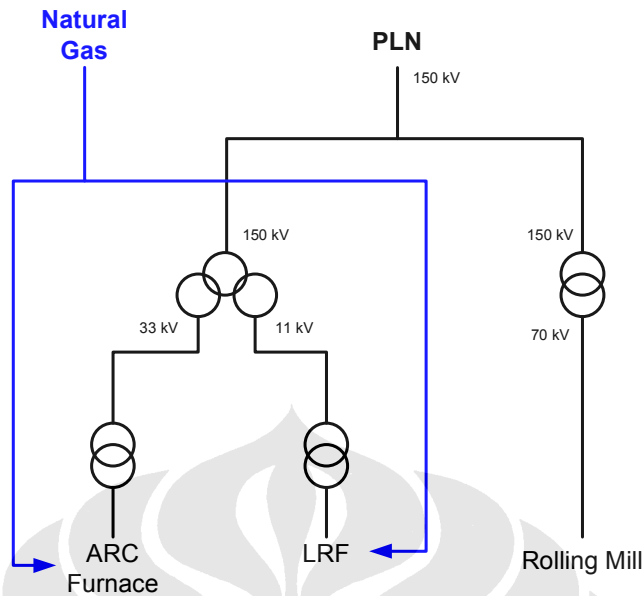 Natural
Gas
PLN
150 kV
150 kV
150 kV
33 kV
11 kV
70 kV
ARC
Furnace
LRF
Rolling Mill